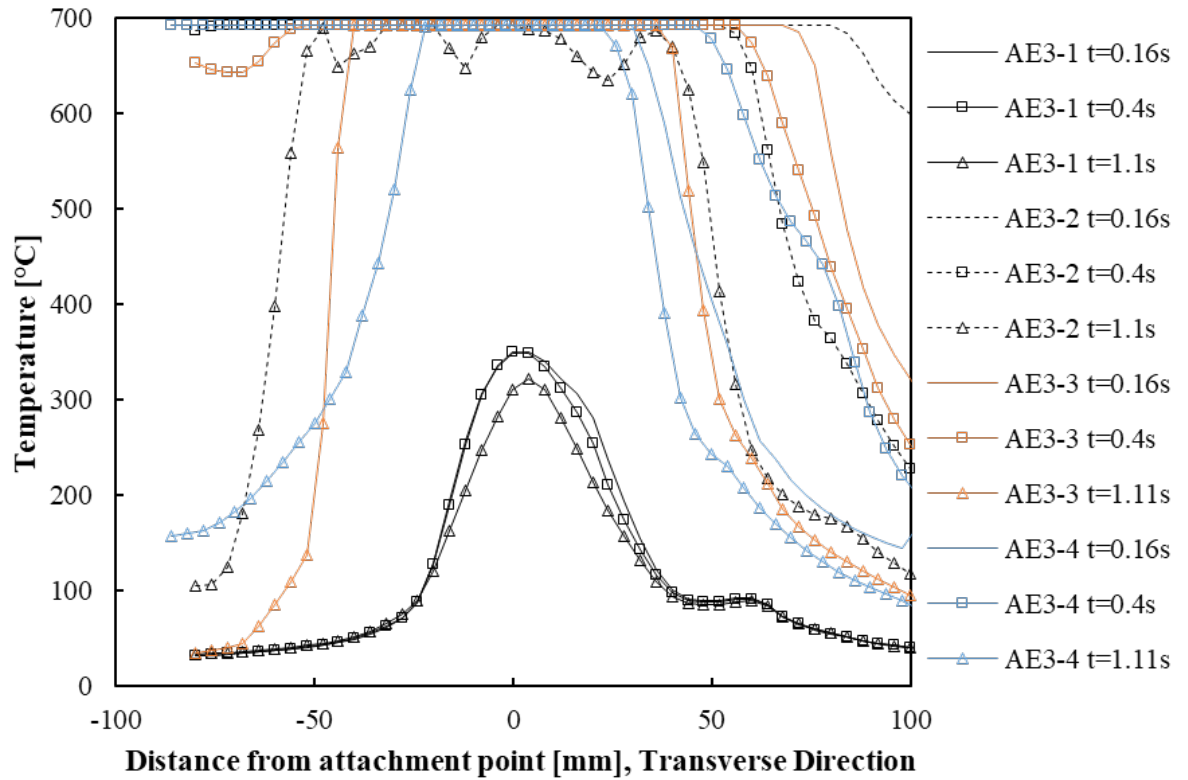 Temperature [°C]
800
700
600
500
400
300
200
100
0
-100
-50
0
50
100
Distance from attachment point [mm], Transverse Direction
AE3-1 t=0.16s
AE3-1 t=0.4s
AE3-1 t=1.1s
AE3-2 t=0.16s
AE3-2 t=0.4s
AE3-2 t=1.1s
AE3-3 t=0.16s
AE3-3 t=0.4s
AE3-3 t=1.11s
AE3-4 t=0.16s
AE3-4 t=0.4s
AE3-4 t=1.11s